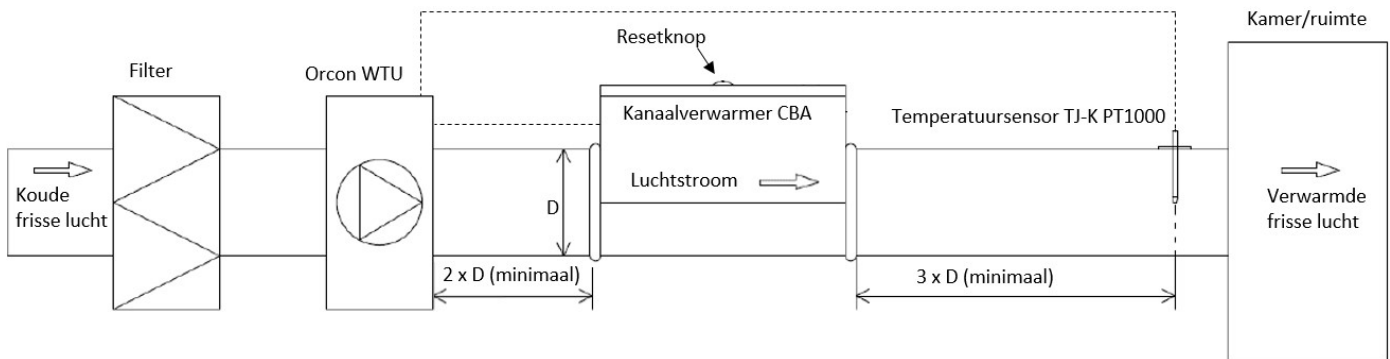 Kamer/ruimte
Resetknop
Filter
Orcon WTU
Kanaalverwarmer CBA
Temperatuursensor TJ-K PT1000
Koude
frisse lucht
D
Luchtstroom
Verwarmde
frisse lucht
2 x D (minimaal)
3 x D (minimaal)